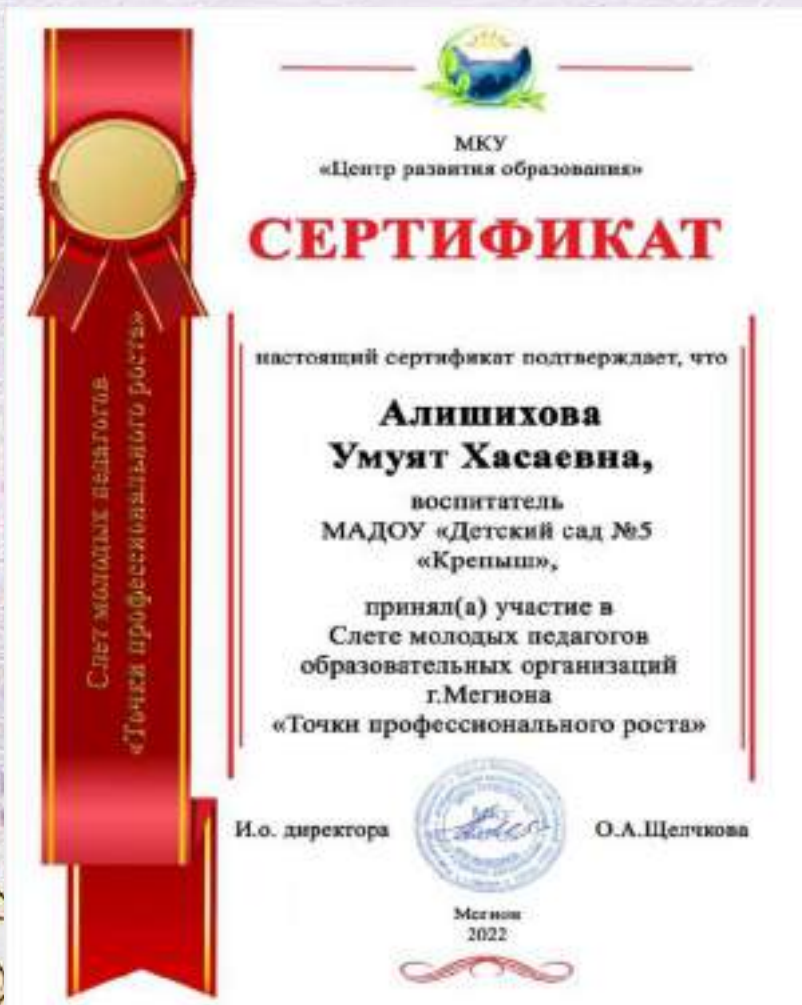 МКУ
«Центр развития образования»
СЕРТИФИКАТ
Слет молодых педагогов
«Точки профессионального роста»
настоящий сертификат подтверждает, что
Алишихова
Умуят Хасаевна,
воспитатель
МАДОУ «Детский сад №5
«Крепыш»,
принял(а) участие в
Слете молодых педагогов
образовательных организаций
г.Мегиона
«Точки профессионального роста»
И.о. директора
О.А.Щелчкова
Мегион
2022